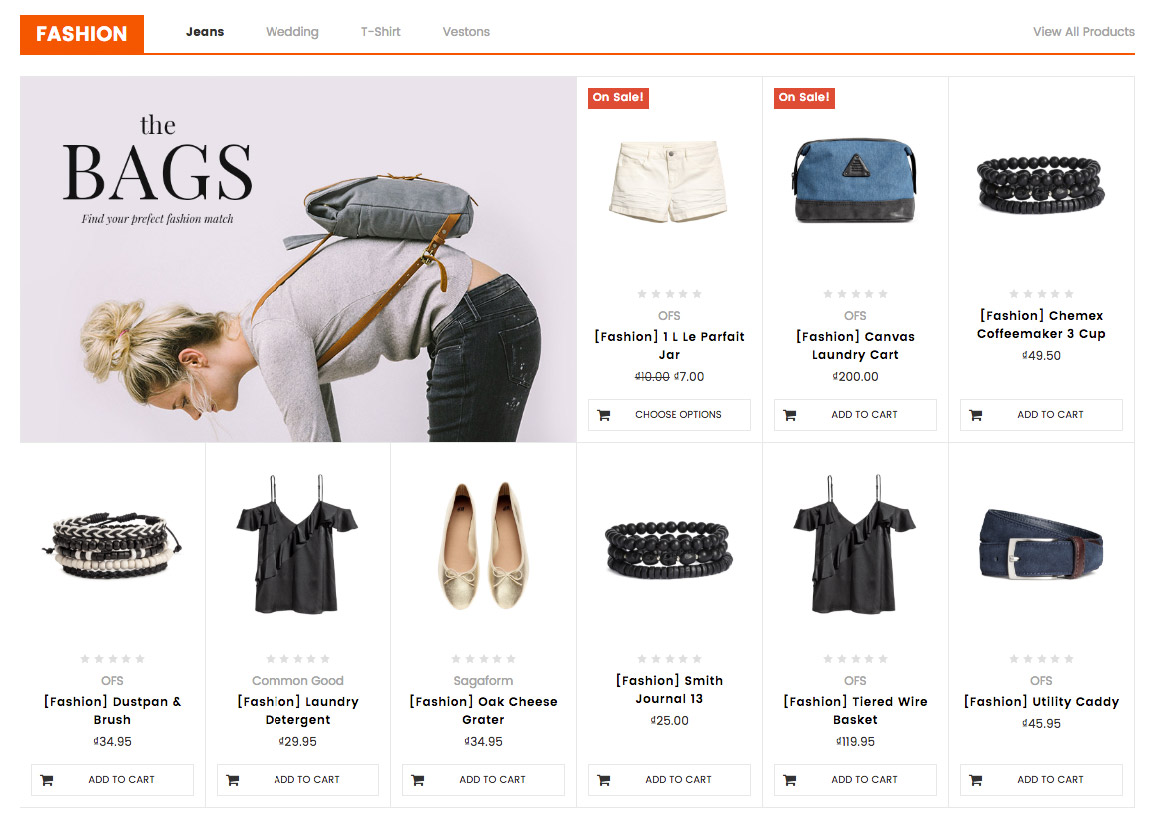 FASHION
Jeans
Wedding
T-Shirt
Vestons
View All Products
the
BAGS
Find your prefect fashion match
On Sale!
OFS
[Fashion] 1 L Le Parfait
Jar
₫10.00 ₫7.00
CHOOSE OPTIONS
On Sale!
OFS
[Fashion] Canvas
Laundry Cart
₫200.00
ADD TO CART
[Fashion] Chemex
Coffeemaker 3 Cup
₫49.50
ADD TO CART
OFS
[Fashion] Dustpan &
Brush
₫34.95
ADD TO CART
Common Good
[Fashion] Laundry
Detergent
₫29.95
ADD TO CART
Sagaform
[Fashion] Oak Cheese
Grater
₫34.95
ADD TO CART
[Fashion] Smith
Journal 13
₫25.00
ADD TO CART
OFS
[Fashion] Tiered Wire
Basket
₫119.95
ADD TO CART
OFS
[Fashion] Utility Caddy
₫45.95
ADD TO CART